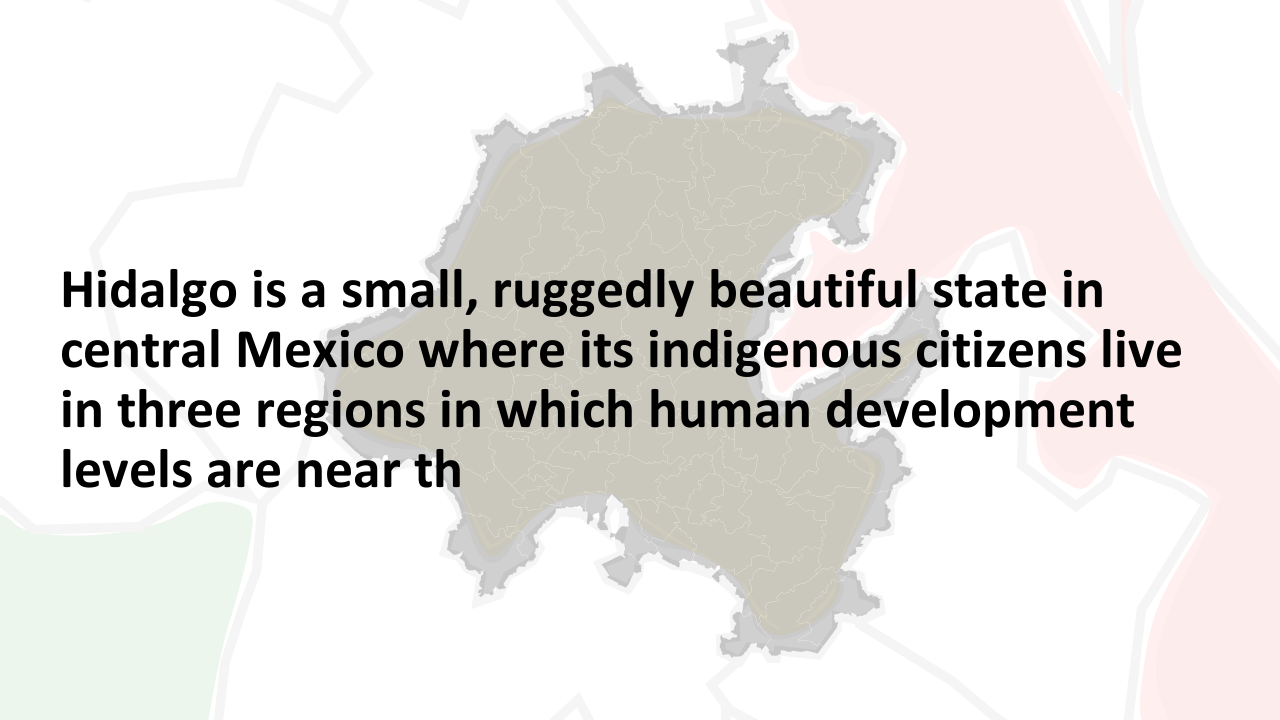 Hidalgo is a small, ruggedly beautiful state in
central Mexico where its indigenous citizens live
in three regions in which human development
levels are near th